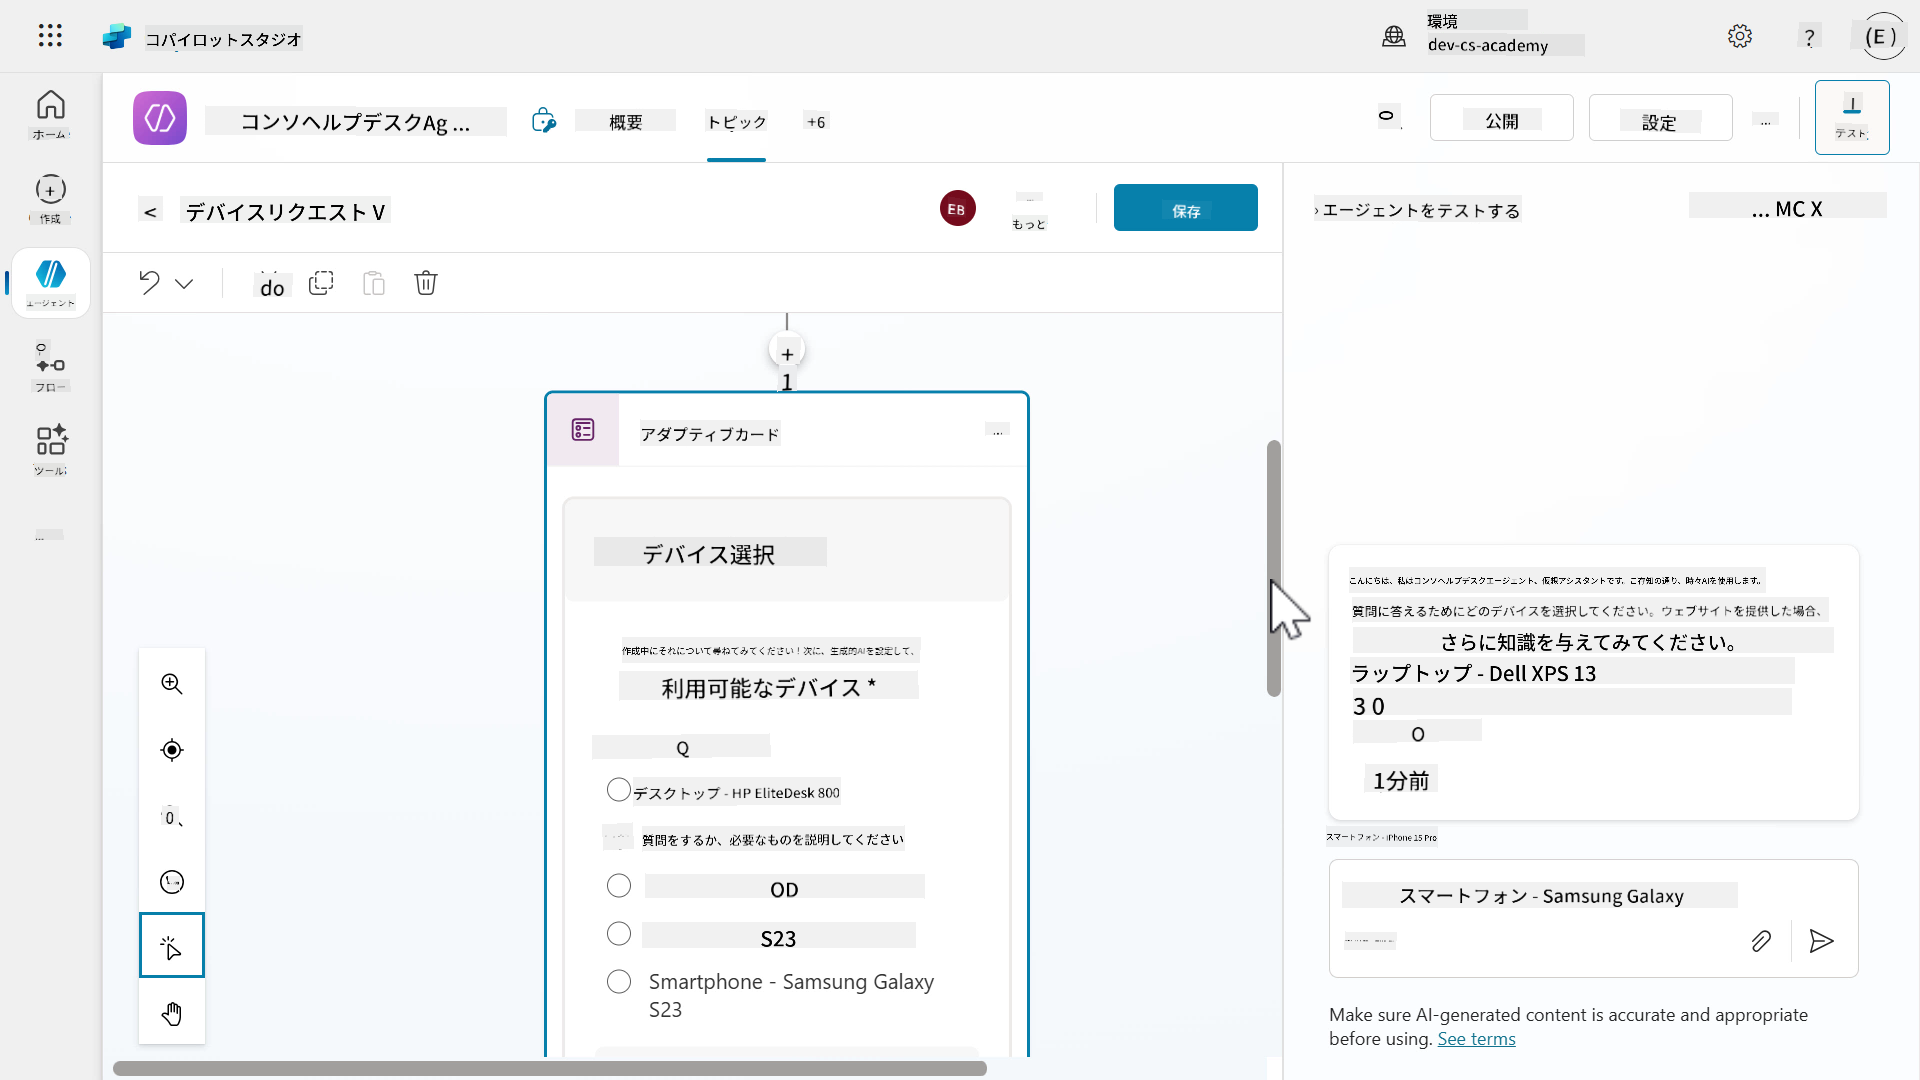 コパイロットスタジオ
環境
dev-cs-academy
?
(E )
ホーム
作成
エージェント
フロー
ツール
コンソヘルプデスクAg ...
概要
トピック
+6
公開
設定
...
テスト
<
デバイスリクエスト V
EB
もっと
保存
› エージェントをテストする
... MC X
do
+
1
アダプティブカード
...
デバイス選択
作成中にそれについて尋ねてみてください！次に、生成的AIを設定して、
利用可能なデバイス *
Q
デスクトップ - HP EliteDesk 800
質問をするか、必要なものを説明してください
OD
S23
Smartphone - Samsung Galaxy
S23
こんにちは、私はコンソヘルプデスクエージェント、仮想アシスタントです。ご存知の通り、時々AIを使用します。
質問に答えるためにどのデバイスを選択してください。ウェブサイトを提供した場合、
さらに知識を与えてみてください。
ラップトップ - Dell XPS 13
3 0
O
1分前
スマートフォン - iPhone 15 Pro
スマートフォン - Samsung Galaxy
Make sure AI-generated content is accurate and appropriate
before using. See terms